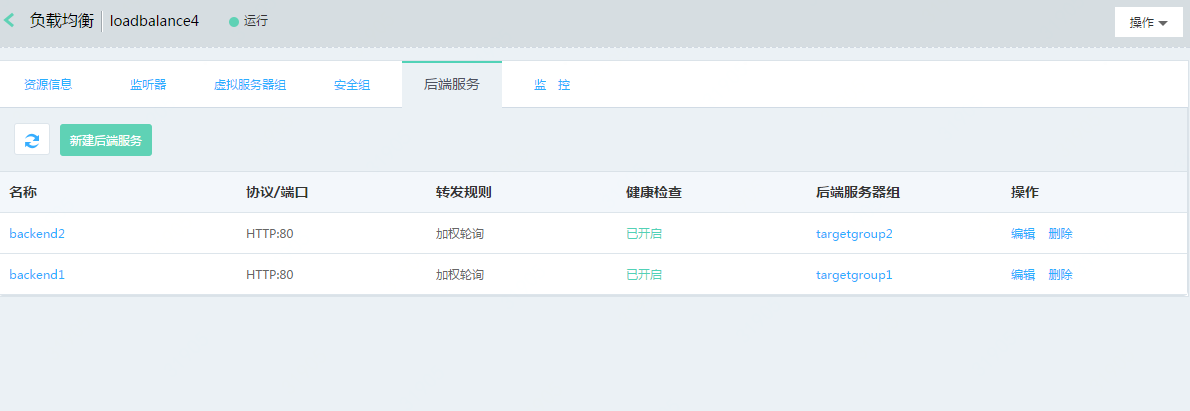 负载均衡 loadbalance4 运行 操作
资源信息 监听器 虚拟服务器组 安全组 后端服务 监 控
新建后端服务
名称 协议/端口 转发规则 健康检查 后端服务器组 操作
backend2 HTTP:80 加权轮询 已开启 targetgroup2 编辑 删除
backend1 HTTP:80 加权轮询 已开启 targetgroup1 编辑 删除